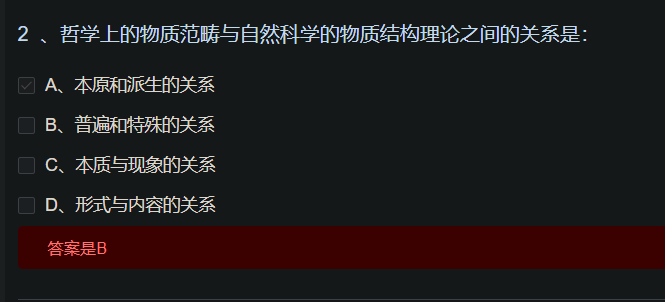 2 、哲学上的物质范畴与自然科学的物质结构理论之间的关系是：
A、本原和派生的关系
B、普遍和特殊的关系
C、本质与现象的关系
D、形式与内容的关系
答案是B